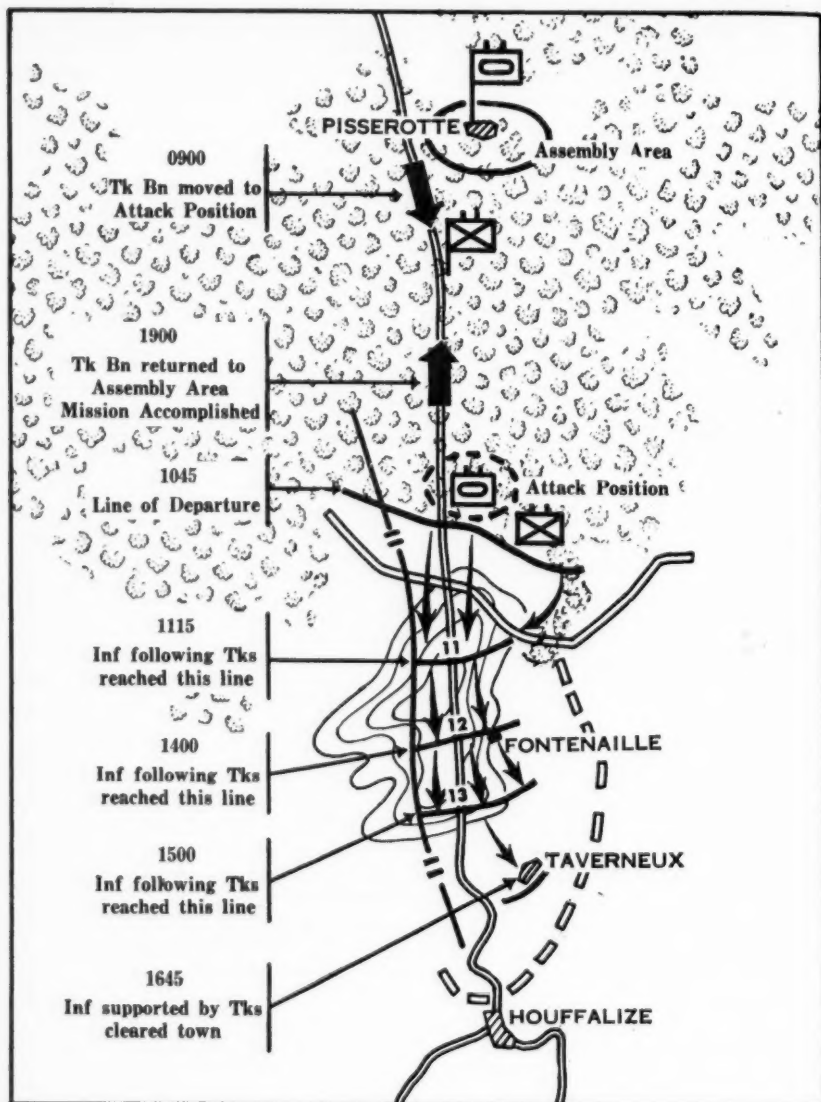 PISSEROTTE
Assembly Area
0900
Tk Bn moved to
Attack Position
1900
Tk Bn returned to
Assembly Area
Mission Accomplished
1045
Line of Departure
Attack Position
1115
Inf following Tks
reached this line
11
12
FONTENAILLE
1400
Inf following Tks
reached this line
13
1500
Inf following Tks
reached this line
TAVERNEUX
1645
Inf supported by Tks
cleared town
HOUFFALIZE